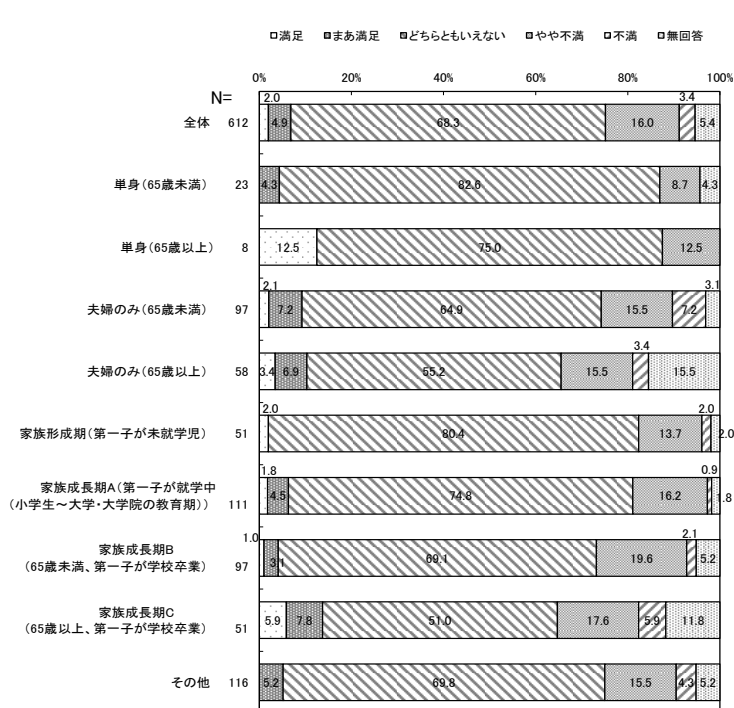 満足 まあ満足 どちらともいえない やや不満 不満 無回答
0% 20% 40% 60% 80% 100%
N=
2.0 3.4
全体 612 4.9 68.3 16.0 5.4
単身(65歳未満) 23 4.3 82.6 8.7 4.3
単身(65歳以上) 8 12.5 75.0 12.5
2.1 3.1
夫婦のみ(65歳未満) 97 7.2 64.9 15.5 7.2
3.4
夫婦のみ(65歳以上) 58 3.4 6.9 55.2 15.5 15.5
2.0 2.0
家族形成期(第一子が未就学児) 51 80.4 13.7 2.0
1.8 0.9
家族成長期A(第一子が就学中
(小学生~大学・大学院の教育期)) 111 4.5 74.8 16.2 1.8
1.0 2.1
家族成長期B
(65歳未満、第一子が学校卒業) 97 3.1 69.1 19.6 5.2
家族成長期C
(65歳以上、第一子が学校卒業) 51 5.9 7.8 51.0 17.6 5.9 11.8
その他 116 5.2 69.8 15.5 4.3 5.2